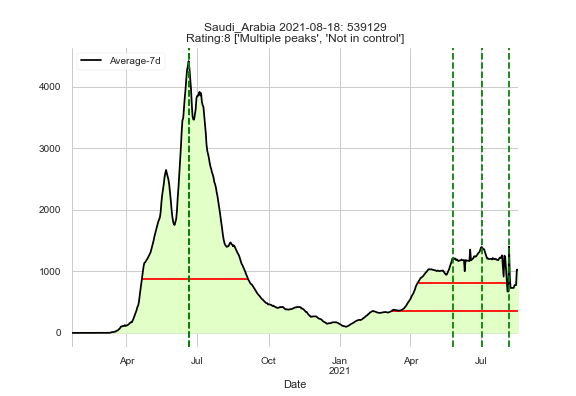 Saudi_Arabia 2021-08-18: 539129
Rating:8 ['Multiple peaks', 'Not in control']
Average-7d
4000
3000
2000
1000
0
Apr
Jul
Oct
Jan
2021
Apr
Jul
Date